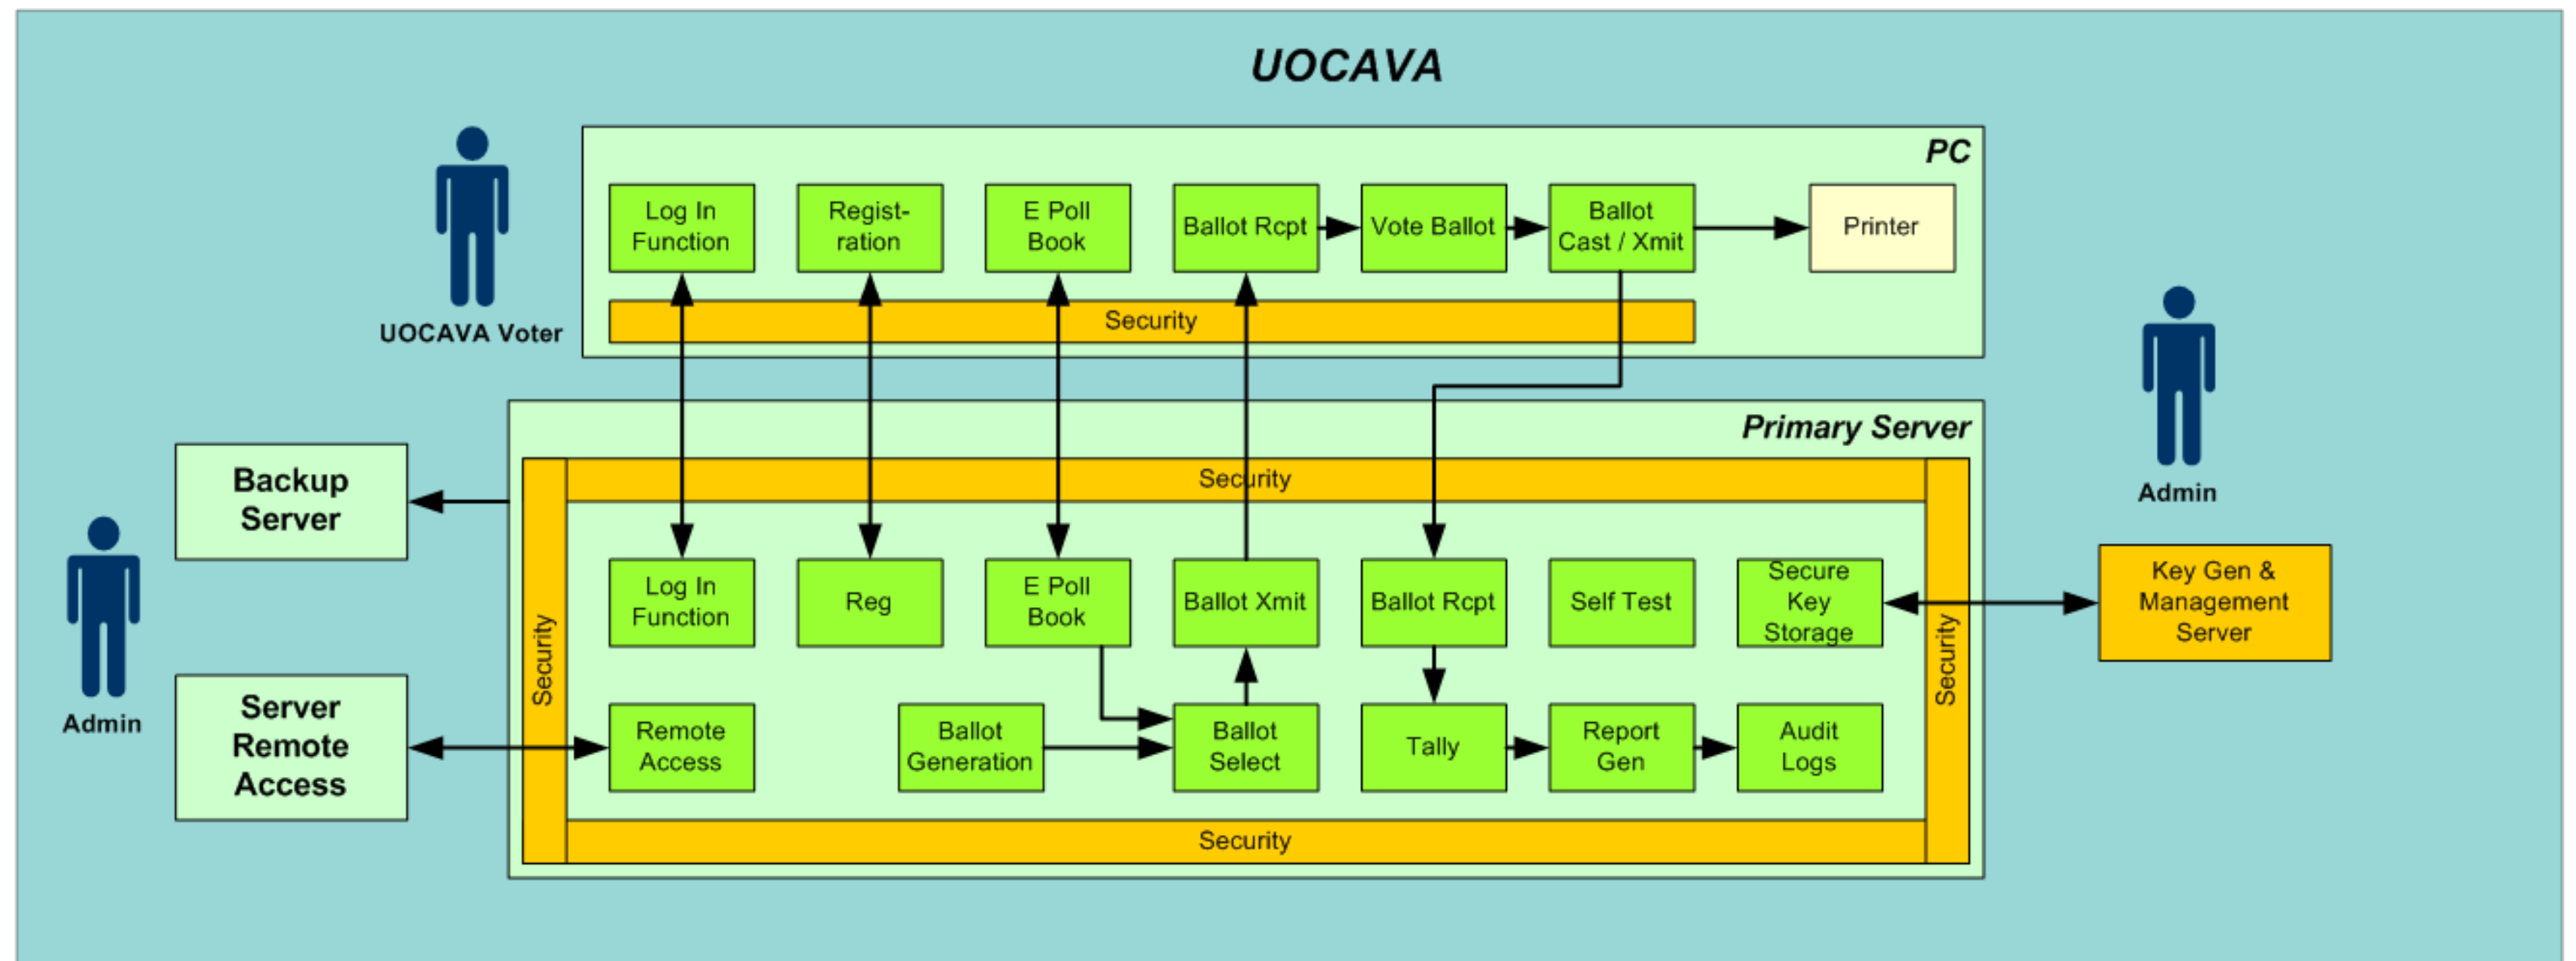 UOCAVA
PC
Log In
Function
Regist-
ration
E Poll
Book
Ballot Rcpt
Vote Ballot
Ballot
Cast / Xmit
Printer
Security
UOCAVA Voter
Admin
Primary Server
Security
Backup
Server
Log In
Function
Reg
E Poll
Book
Ballot Xmit
Ballot Rcpt
Self Test
Secure
Key
Storage
Key Gen &
Management
Server
Security
Security
Admin
Server
Remote
Access
Remote
Access
Ballot
Generation
Ballot
Select
Tally
Report
Gen
Audit
Logs
Security